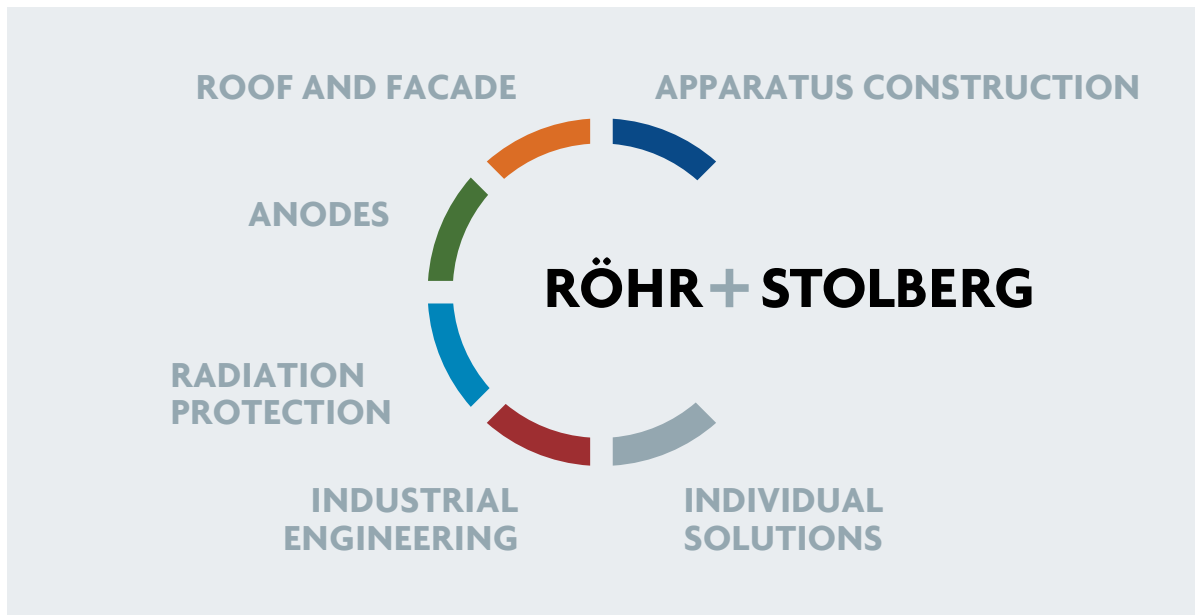 ROOF AND FACADE
APPARATUS CONSTRUCTION
ANODES
RÖHR + STOLBERG
RADIATION
PROTECTION
INDUSTRIAL
ENGINEERING
INDIVIDUAL
SOLUTIONS